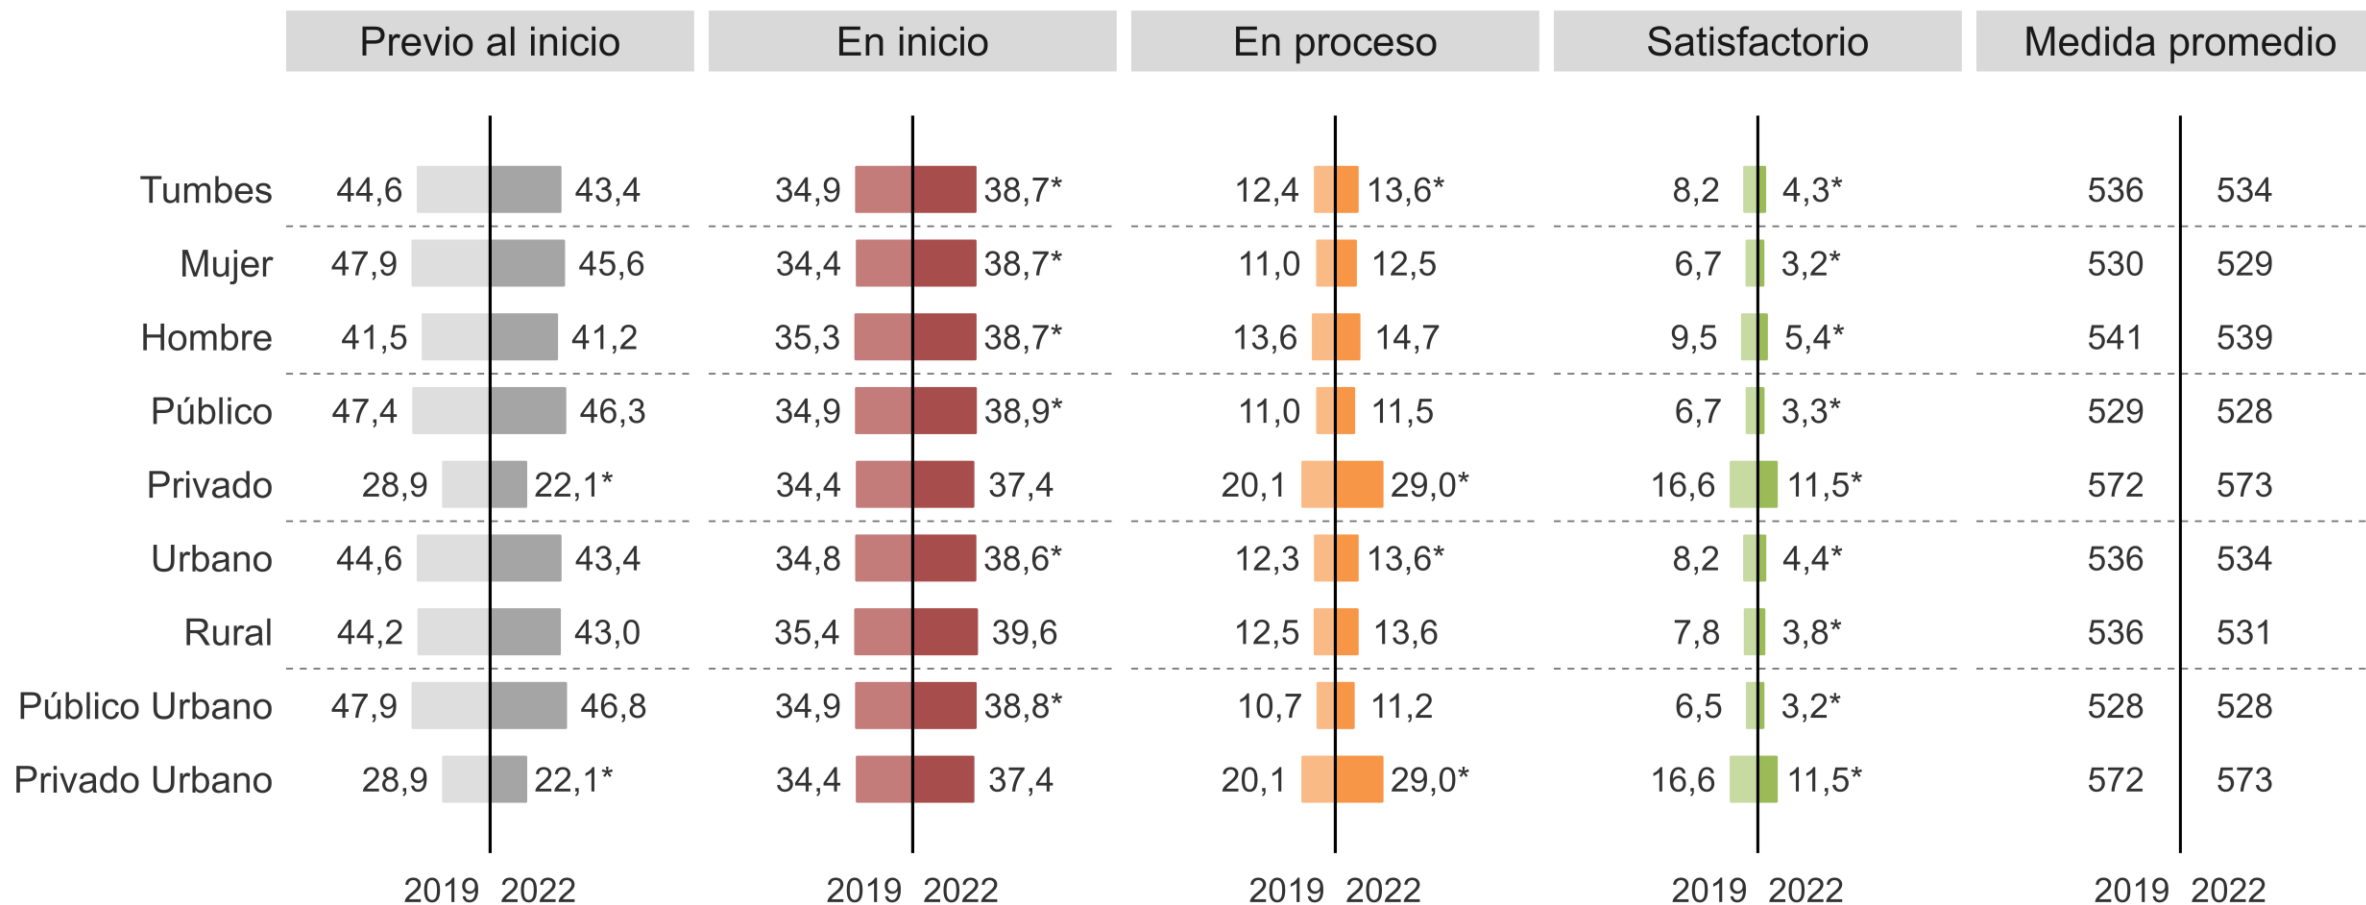 Previo al inicio En inicio En proceso Satisfactorio Medida promedio
Tumbes 44,6 43,4 34,9 38,7* 12,4 13,6* 8,2 4,3* 536 534
Mujer 47,9 45,6 34,4 38,7* 11,0 12,5 6,7 3,2* 530 529
Hombre 41,5 41,2 35,3 38,7* 13,6 14,7 9,5 5,4* 541 539
Público 47,4 46,3 34,9 38,9* 11,0 11,5 6,7 3,3* 529 528
Privado 28,9 22,1* 34,4 37,4 20,1 29,0* 16,6 11,5* 572 573
Urbano 44,6 43,4 34,8 38,6* 12,3 13,6* 8,2 4,4* 536 534
Rural 44,2 43,0 35,4 39,6 12,5 13,6 7,8 3,8* 536 531
Público Urbano 47,9 46,8 34,9 38,8* 10,7 11,2 6,5 3,2* 528 528
Privado Urbano 28,9 22,1* 34,4 37,4 20,1 29,0* 16,6 11,5* 572 573
2019 2022 2019 2022 2019 2022 2019 2022 2019 2022